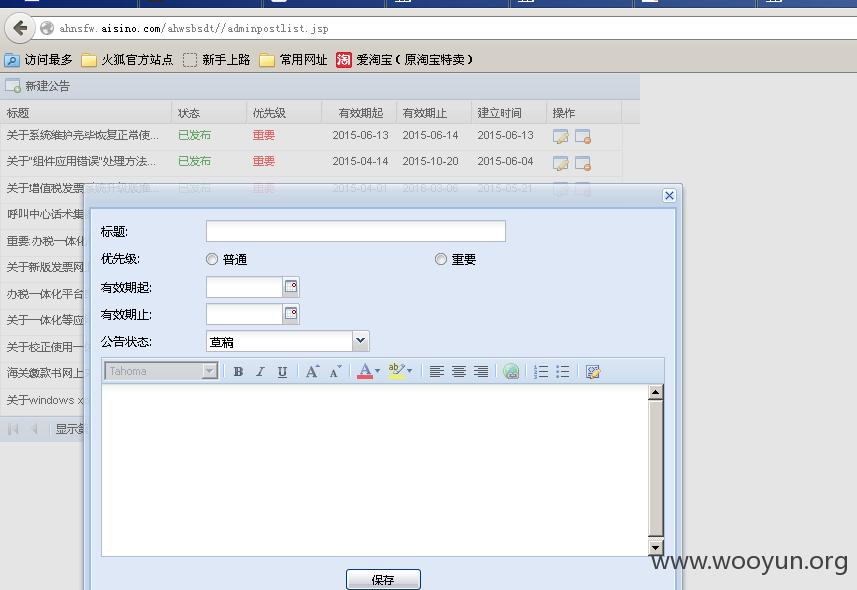 ahnsfw.aisino.com/ahwsbsdt//adminpostlist.jsp
访问最多 火狐官方站点 新手上路 常用网址 爱淘宝（原淘宝特卖）
新建公告
标题 状态 优先级 有效期起 有效期止 建立时间 操作
关于系统维护完毕恢复正常使... 已发布 重要 2015-06-13 2015-06-14 2015-06-13
关于"组件应用错误"处理方法... 已发布 重要 2015-04-14 2015-10-20 2015-06-04
关于增值税发票系统升级版推... 已发布 重要 2015-04-01 2016-03-06 2015-05-21
呼叫中心话术集
重要:办税一体化
关于新版发票网上
办税一体化平台
关于一体化等应
关于校正使用一
海关缴款书网上
关于windows x
显示第
标题:
优先级: 普通 重要
有效期起:
有效期止:
公告状态: 草稿
Tahoma B I U A A A ab
保存
www.wooyun.org